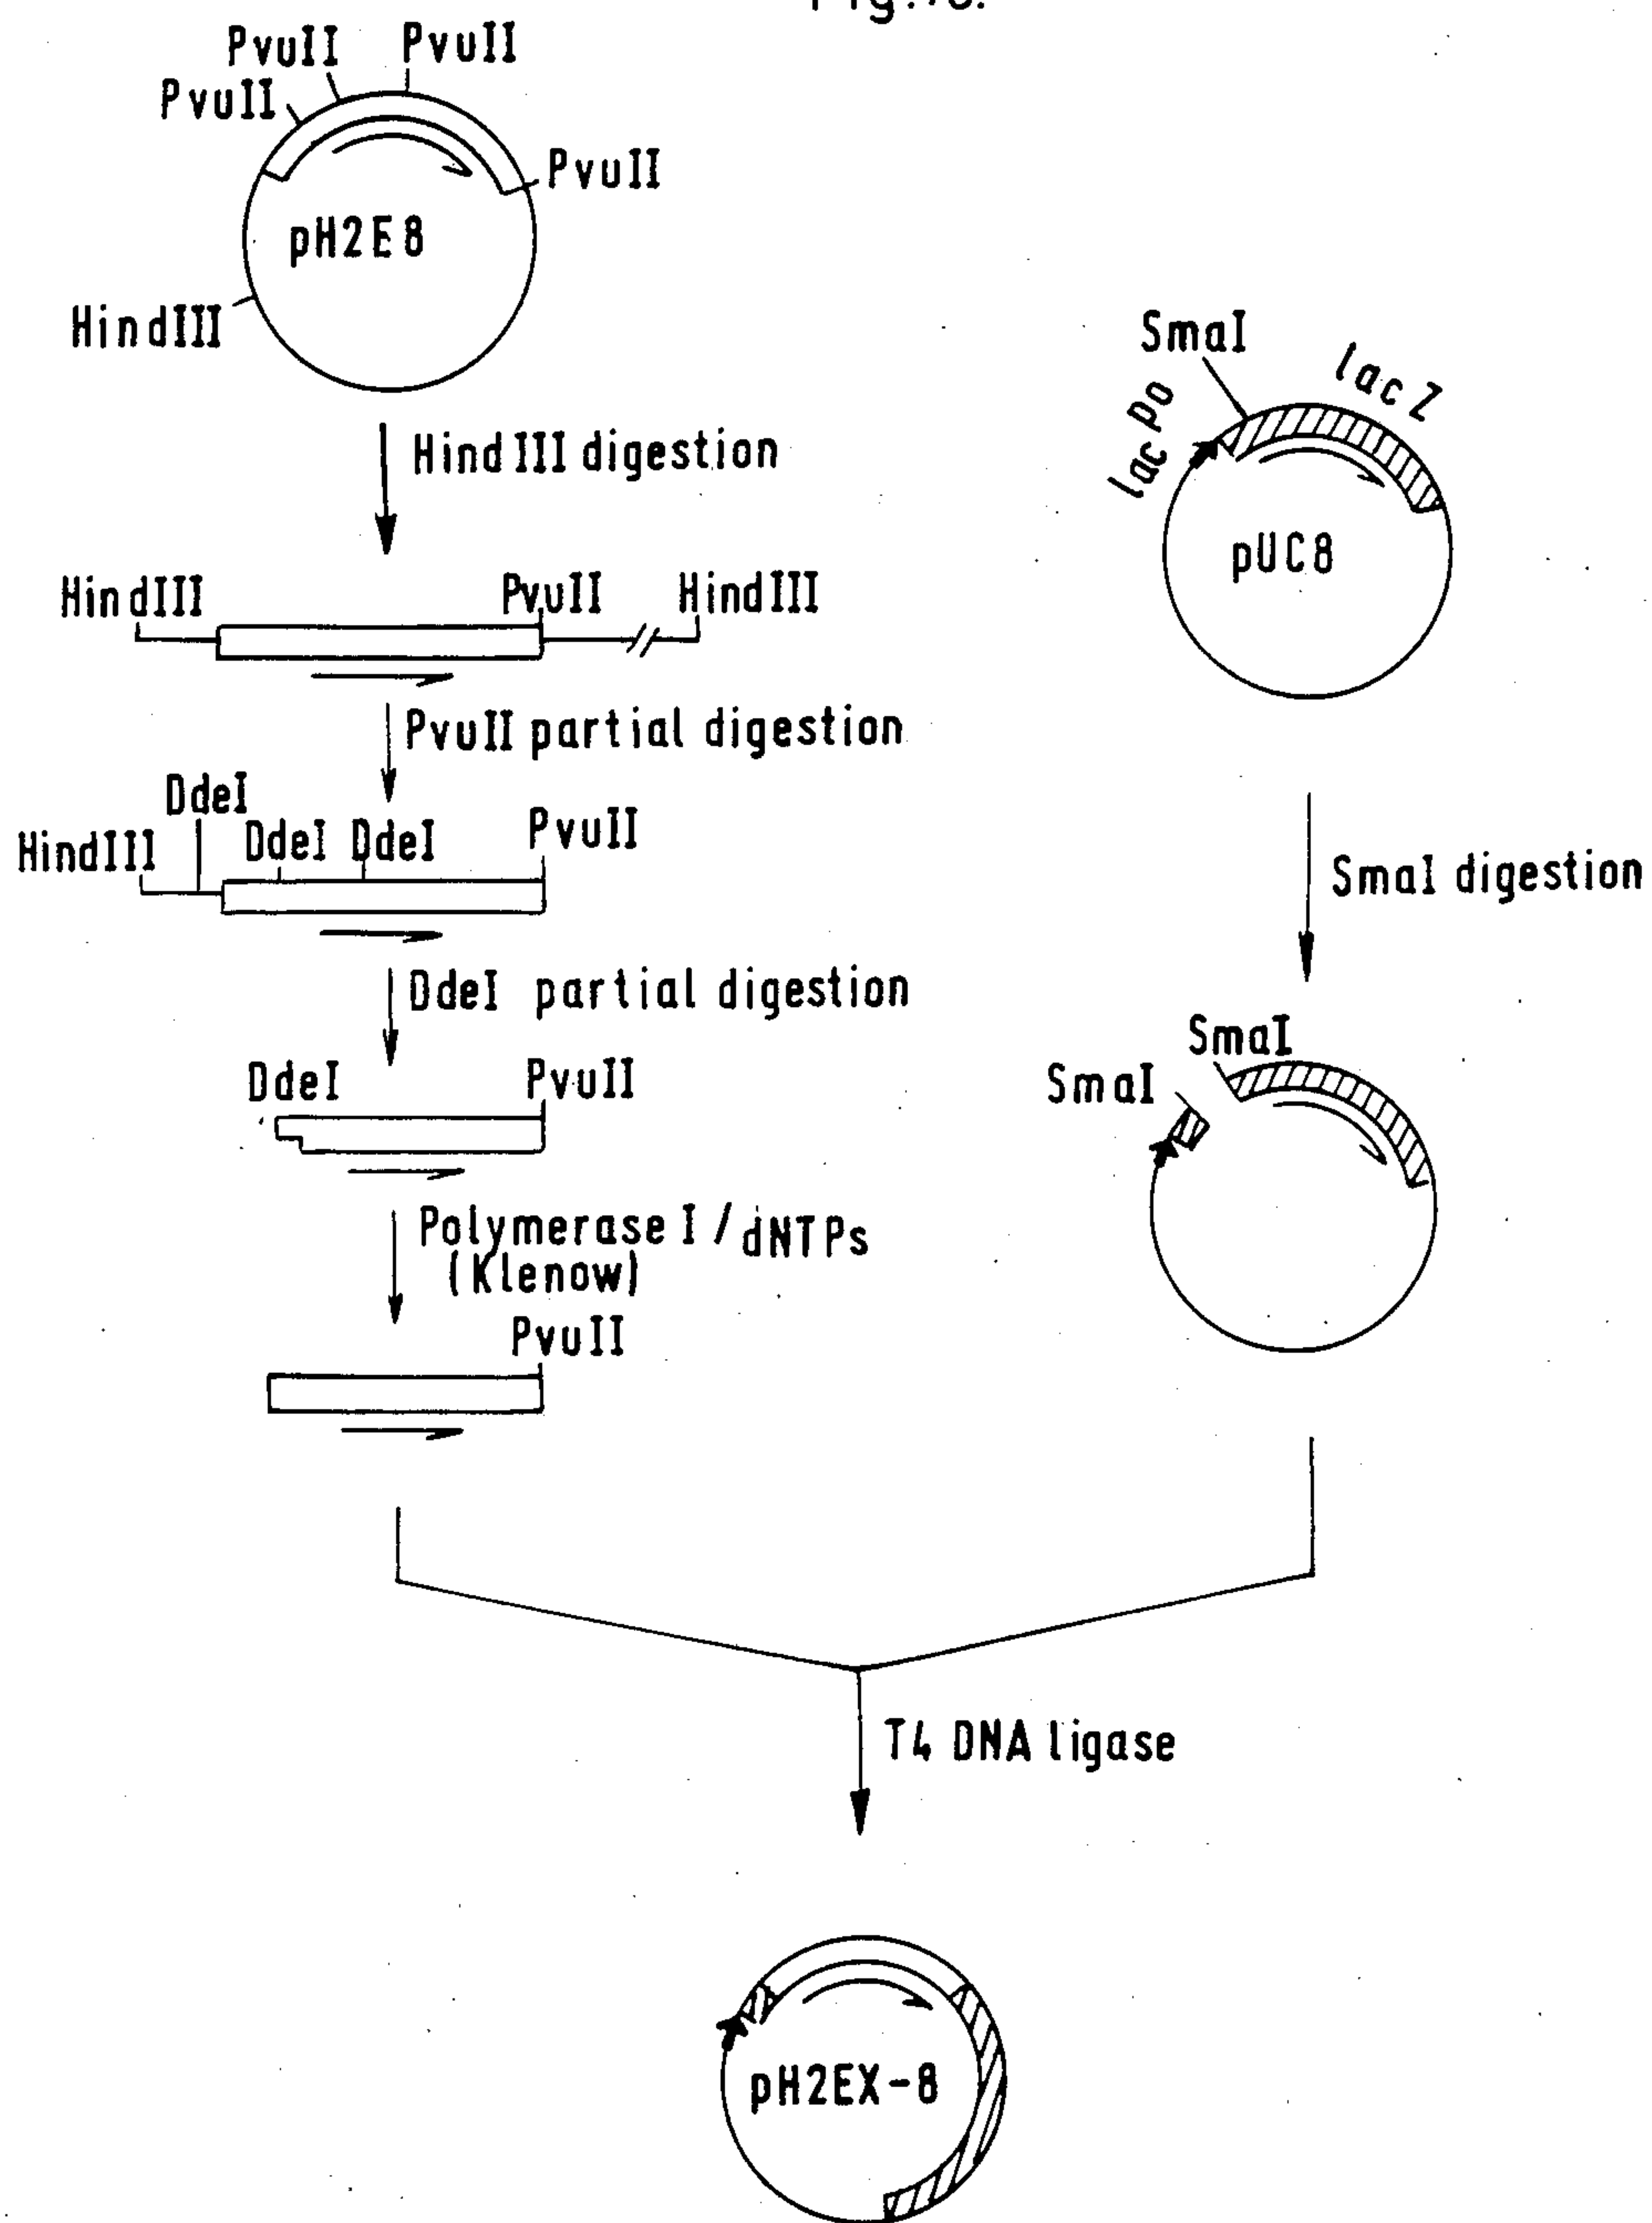 PvuII PvuII
PvuII
PvuII
pH2E8
HindIII
HindIII digestion
HindIII PvuII HindIII
PvuII partial digestion
DdeI
HindIII DdeI DdeI PvuII
DdeI partial digestion
DdeI PvuII
Polymerase I / dNTPs
(Klenow)
PvuII
SmaI
lac po
lac Z
pUC8
SmaI digestion
SmaI
SmaI
T4 DNA ligase
pH2EX-8